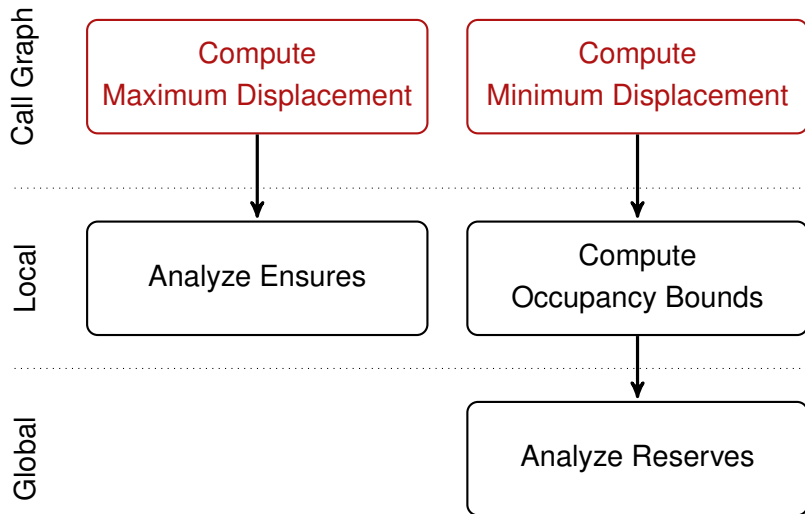 Call Graph
Compute
Maximum Displacement
Compute
Minimum Displacement
Local
Analyze Ensures
Compute
Occupancy Bounds
Global
Analyze Reserves